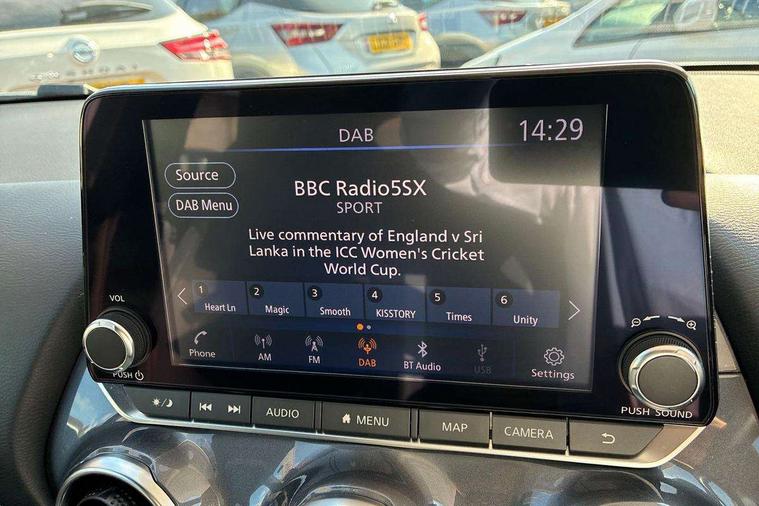 DAB
14:29
Source
DAB Menu
BBC Radio5SX
SPORT
Live commentary of England v Sri
Lanka in the ICC Women's Cricket
World Cup.
1 Heart Ln
2 Magic
3 Smooth
4 KISSTORY
5 Times
6 Unity
Phone
AM
FM
DAB
BT Audio
USB
Settings
VOL
PUSH
PUSH SOUND
AUDIO
MENU
MAP
CAMERA